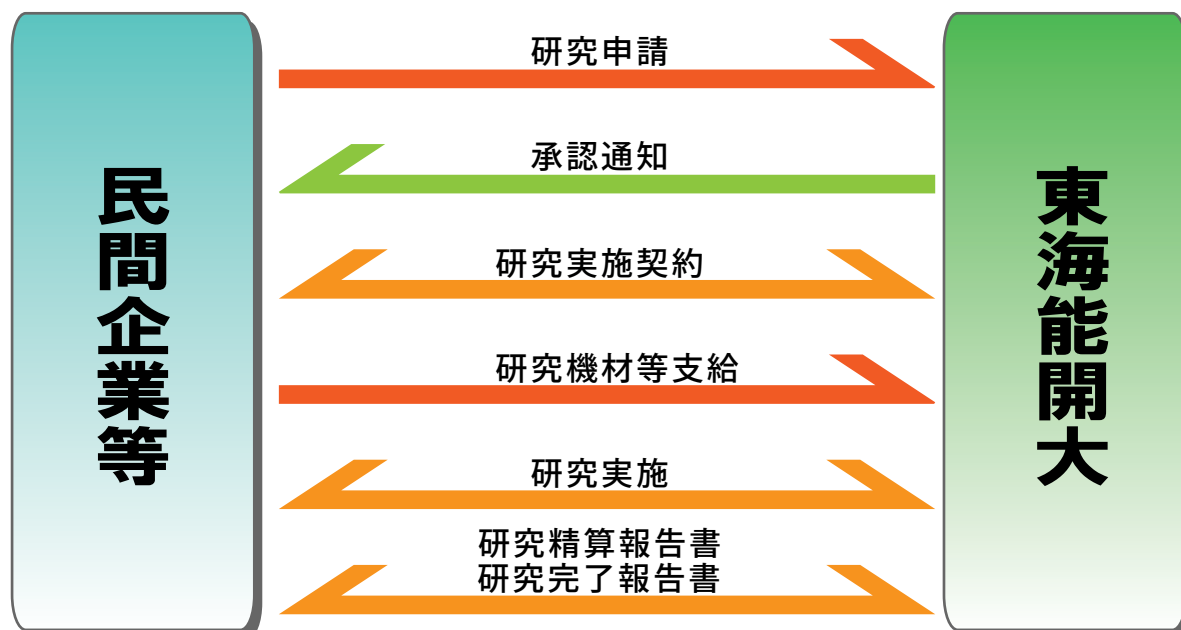 民間企業等
研究申請
承認通知
研究実施契約
研究機材等支給
研究実施
研究精算報告書
研究完了報告書
東海能開大